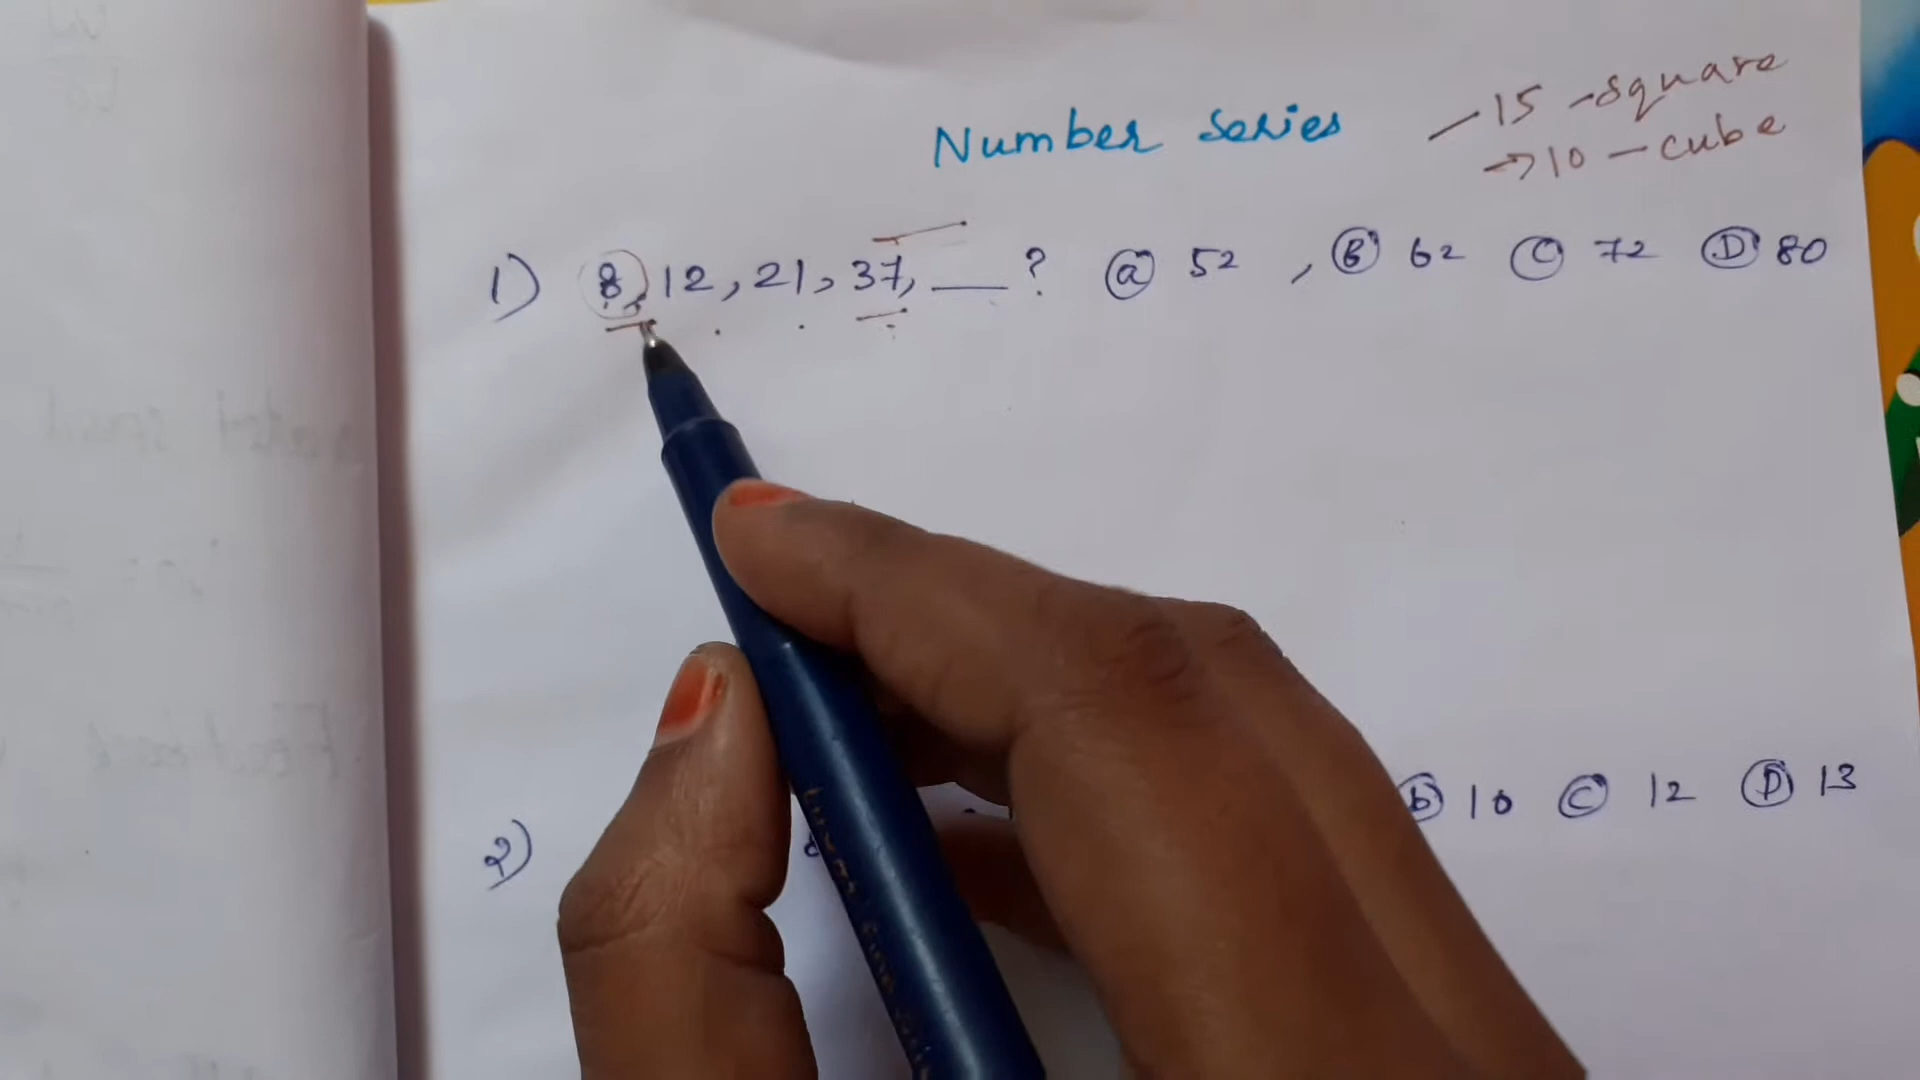 Number Series
— 15 - square
→ 10 - cube
1) 8, 12, 21, 37, ___ ? (a) 52 , (B) 62 (C) 72 (D) 80
2) (b) 10 (C) 12 (D) 13